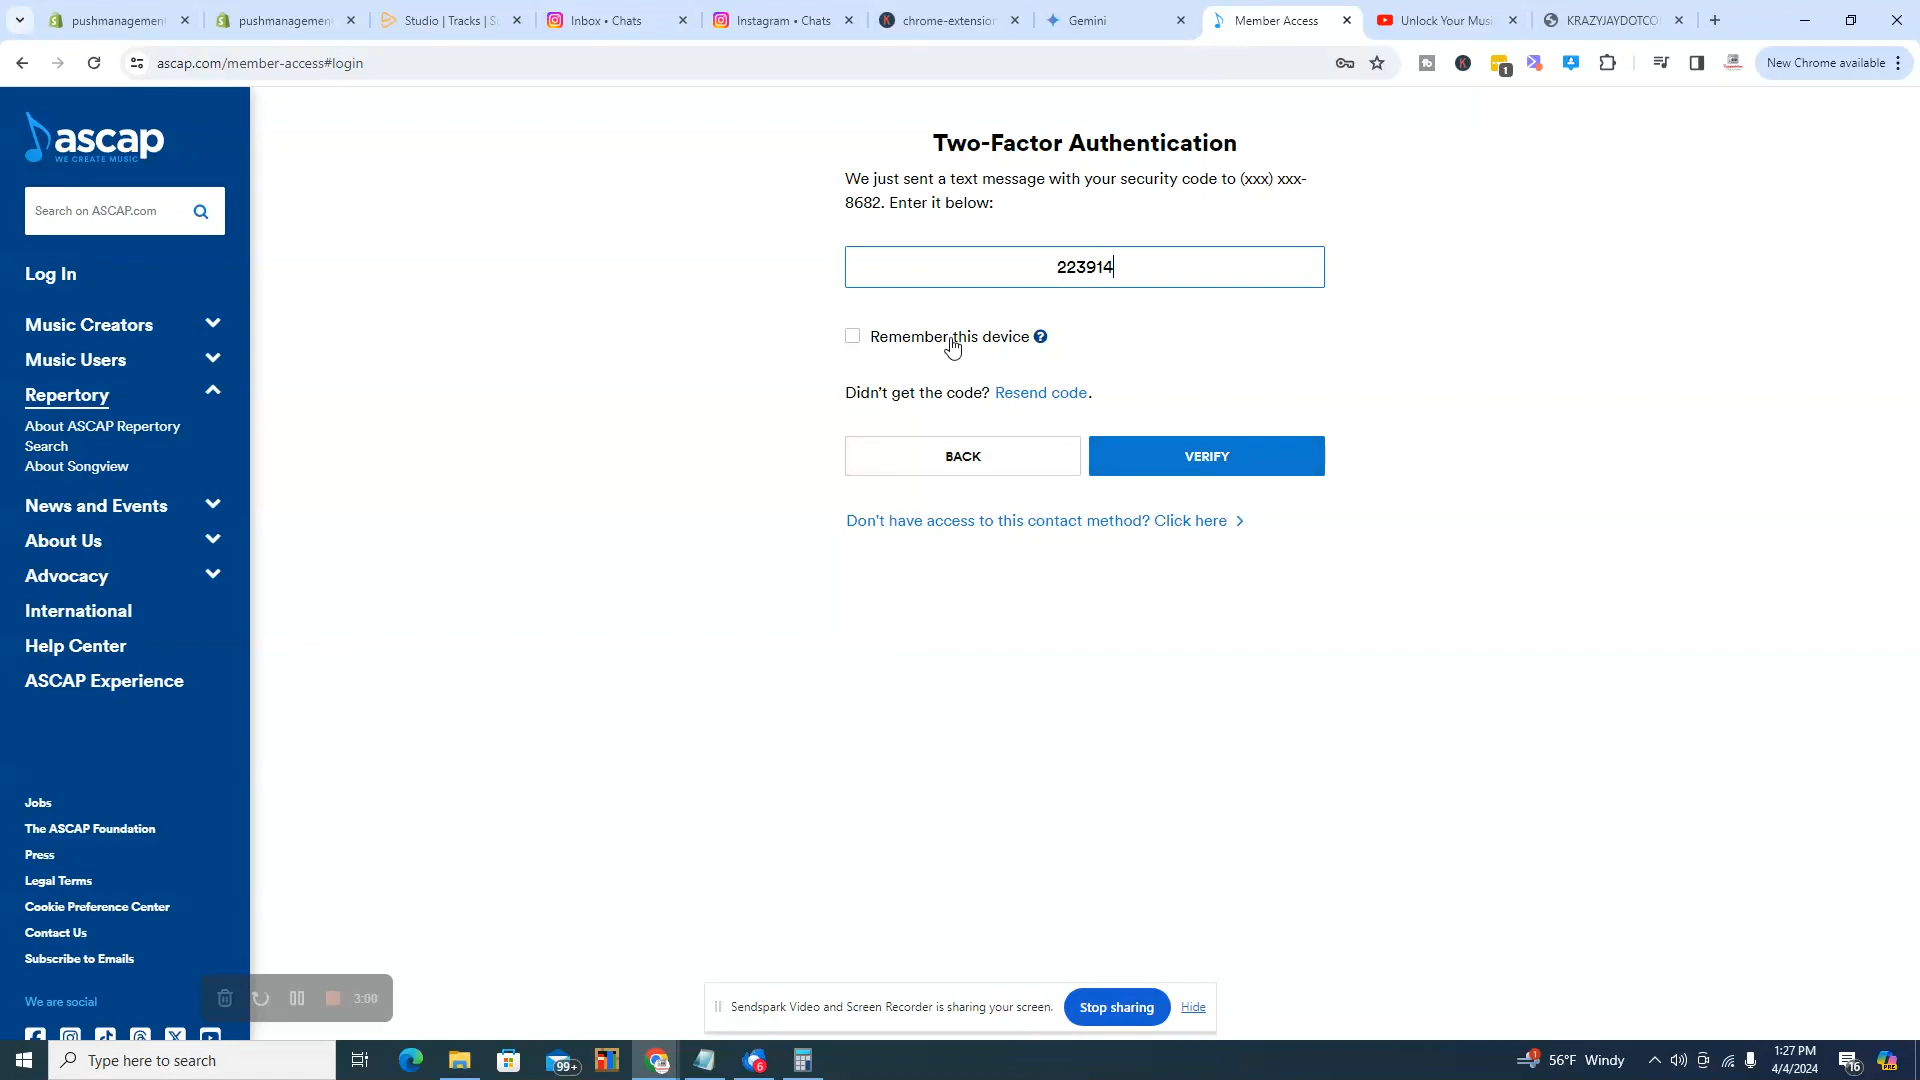 pushmanagement
pushmanagement
Studio | Tracks | S
Inbox • Chats
Instagram • Chats
chrome-extension
Gemini
Member Access
Unlock Your Musi
KRAZYJAYDOTCO
ascap.com/member-access#login
1
New Chrome available
ascap
WE CREATE MUSIC
Search on ASCAP.com
Log In
Music Creators
Music Users
Repertory
About ASCAP Repertory
Search
About Songview
News and Events
About Us
Advocacy
International
Help Center
ASCAP Experience
Jobs
The ASCAP Foundation
Press
Legal Terms
Cookie Preference Center
Contact Us
Subscribe to Emails
We are social
Two-Factor Authentication
We just sent a text message with your security code to (xxx) xxx-
8682. Enter it below:
223914
Remember this device
Didn't get the code? Resend code.
BACK
VERIFY
Don't have access to this contact method? Click here
3:00
Sendspark Video and Screen Recorder is sharing your screen.
Stop sharing
Hide
Type here to search
99+
6
56°F Windy
1:27 PM
4/4/2024
16